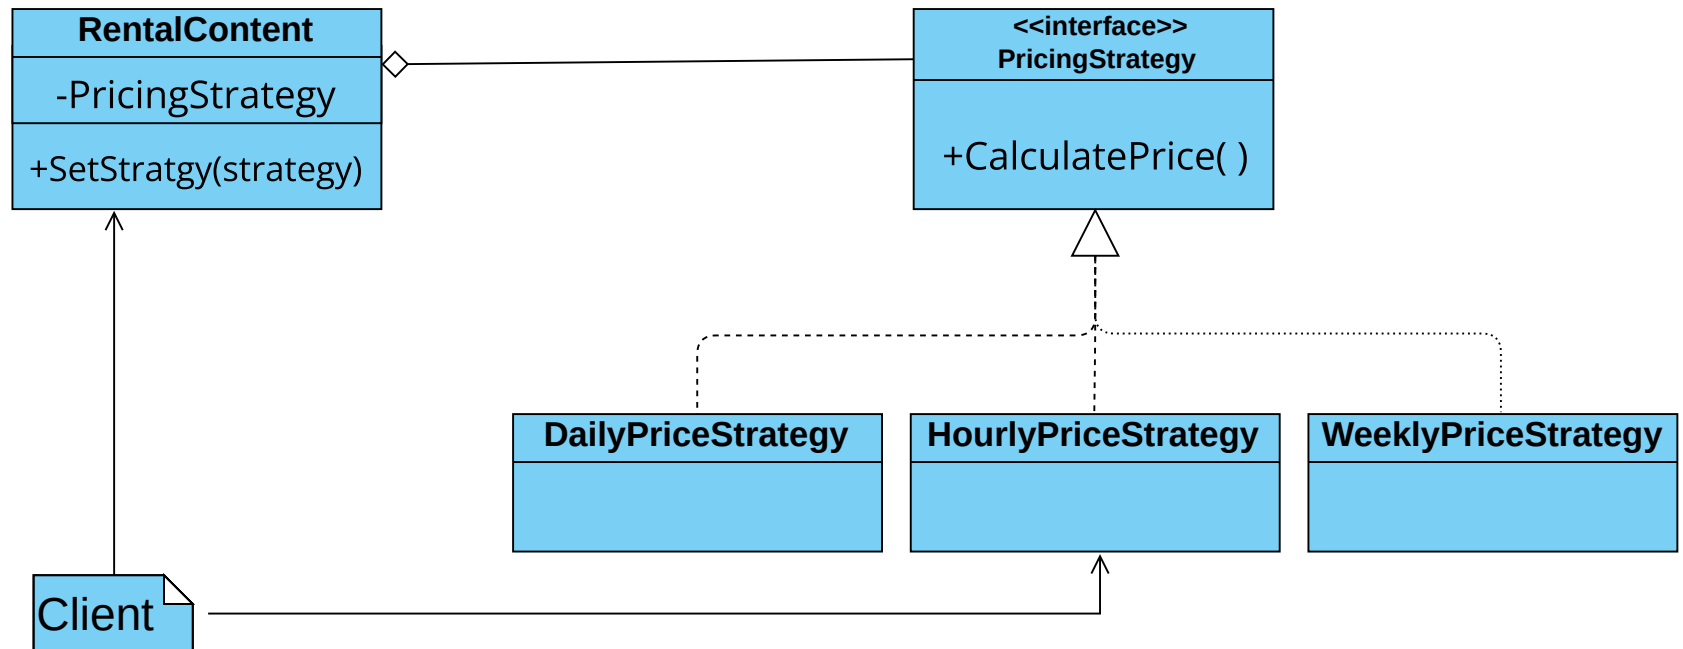 RentalContent
-PricingStrategy
+SetStratgy(strategy)
<<interface>>
PricingStrategy
+CalculatePrice( )
DailyPriceStrategy
HourlyPriceStrategy
WeeklyPriceStrategy
Client